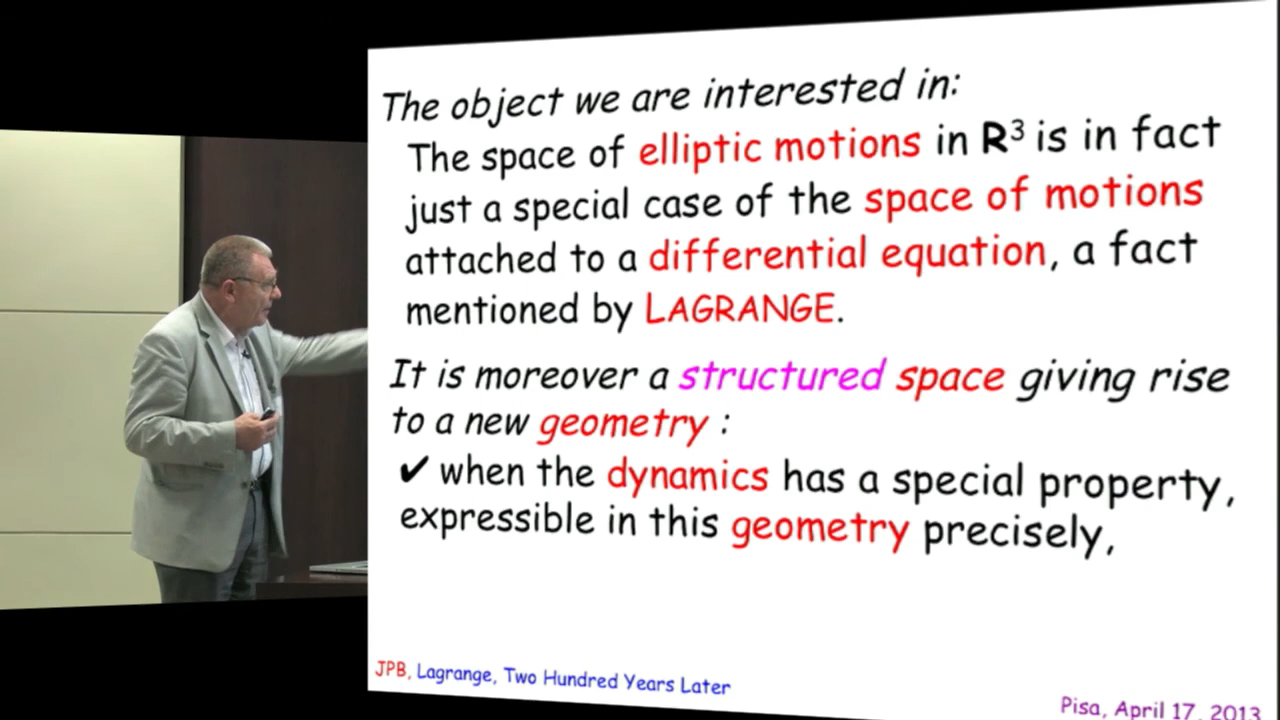 The object we are interested in:
The space of elliptic motions in R³ is in fact
just a special case of the space of motions
attached to a differential equation, a fact
mentioned by LAGRANGE.
It is moreover a structured space giving rise
to a new geometry :
✔ when the dynamics has a special property,
expressible in this geometry precisely,
JPB, Lagrange, Two Hundred Years Later
Pisa, April 17, 2013